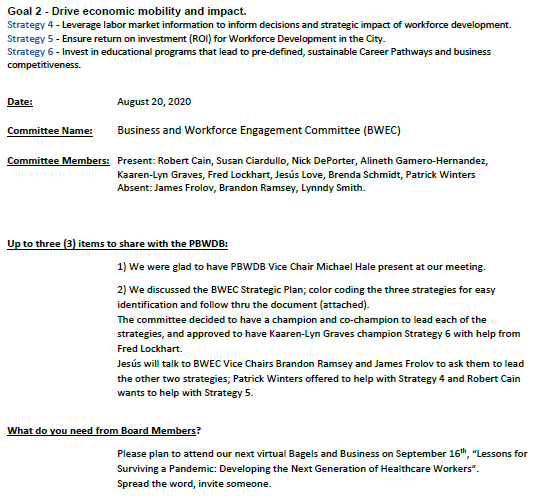 Goal 2 - Drive economic mobility and impact.
Strategy 4 - Leverage labor market information to inform decisions and strategic impact of workforce development.
Strategy 5 - Ensure return on investment (ROI) for Workforce Development in the City.
Strategy 6 - Invest in educational programs that lead to pre-defined, sustainable Career Pathways and business
competitiveness.
Date: August 20, 2020
Committee Name: Business and Workforce Engagement Committee (BWEC)
Committee Members: Present: Robert Cain, Susan Ciardullo, Nick DePorter, Alineth Gamero-Hernandez,
Kaaren-Lyn Graves, Fred Lockhart, Jesús Love, Brenda Schmidt, Patrick Winters
Absent: James Frolov, Brandon Ramsey, Lynndy Smith.
Up to three (3) items to share with the PBWDB:
1) We were glad to have PBWDB Vice Chair Michael Hale present at our meeting.
2) We discussed the BWEC Strategic Plan; color coding the three strategies for easy
identification and follow thru the document (attached).
The committee decided to have a champion and co-champion to lead each of the
strategies, and approved to have Kaaren-Lyn Graves champion Strategy 6 with help from
Fred Lockhart.
Jesús will talk to BWEC Vice Chairs Brandon Ramsey and James Frolov to ask them to lead
the other two strategies; Patrick Winters offered to help with Strategy 4 and Robert Cain
wants to help with Strategy 5.
What do you need from Board Members?
Please plan to attend our next virtual Bagels and Business on September 16th, “Lessons for
Surviving a Pandemic: Developing the Next Generation of Healthcare Workers”.
Spread the word, invite someone.